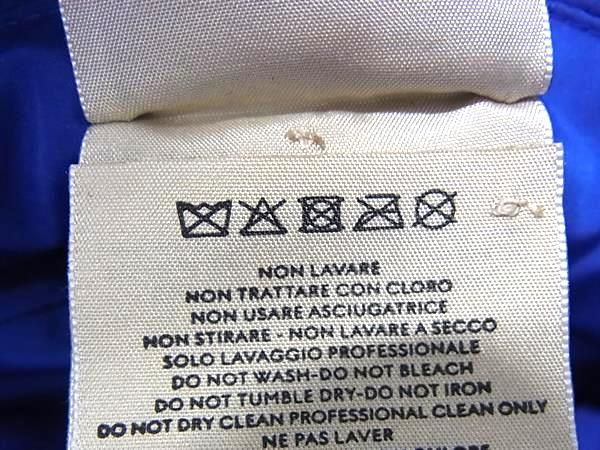 NON LAVARE
NON TRATTARE CON CLORO
NON USARE ASCIUGATRICE
NON STIRARE - NON LAVARE A SECCO
SOLO LAVAGGIO PROFESSIONALE
DO NOT WASH-DO NOT BLEACH
DO NOT TUMBLE DRY-DO NOT IRON
DO NOT DRY CLEAN PROFESSIONAL CLEAN ONLY
NE PAS LAVER